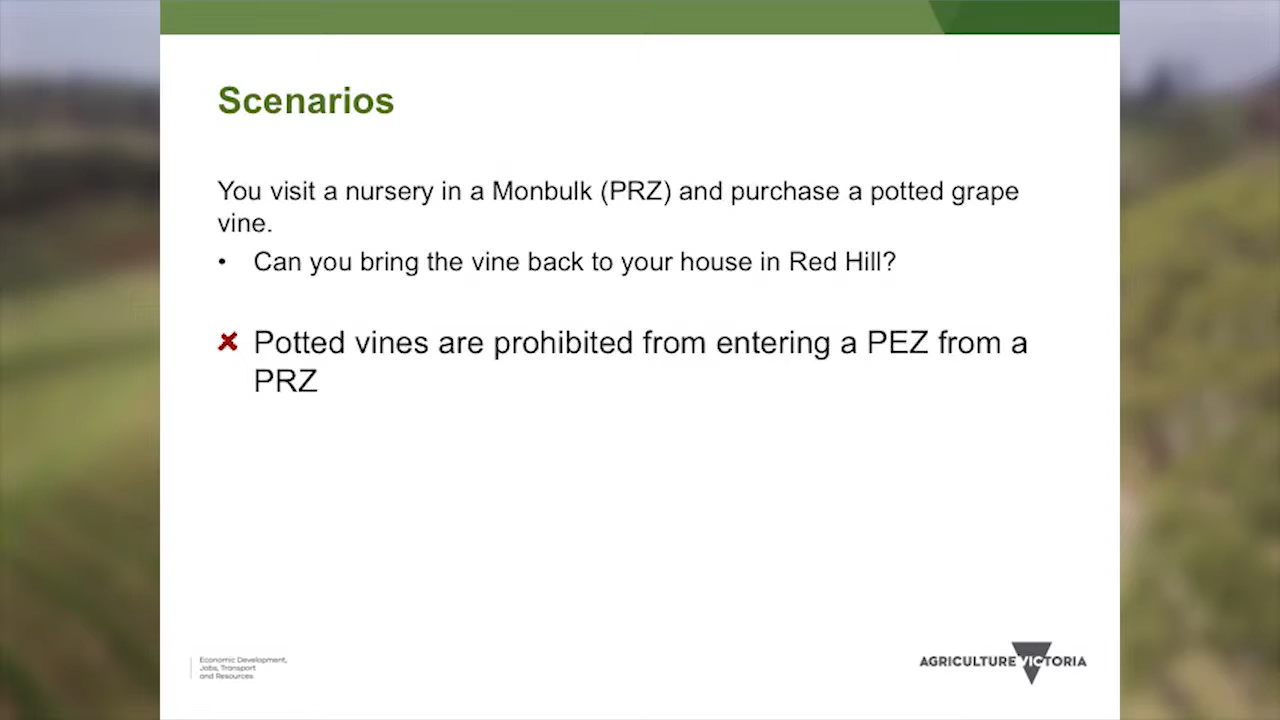 Scenarios
You visit a nursery in a Monbulk (PRZ) and purchase a potted grape
vine.
• Can you bring the vine back to your house in Red Hill?
✘ Potted vines are prohibited from entering a PEZ from a
PRZ
Economic Development,
Jobs, Transport
and Resources
AGRICULTURE VICTORIA